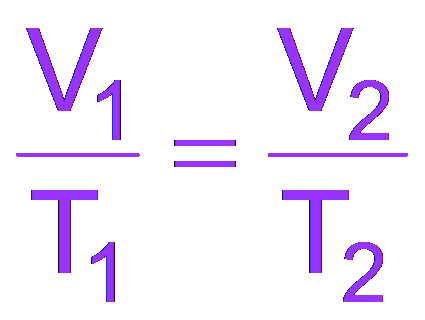 V1 = V2
T1 T2